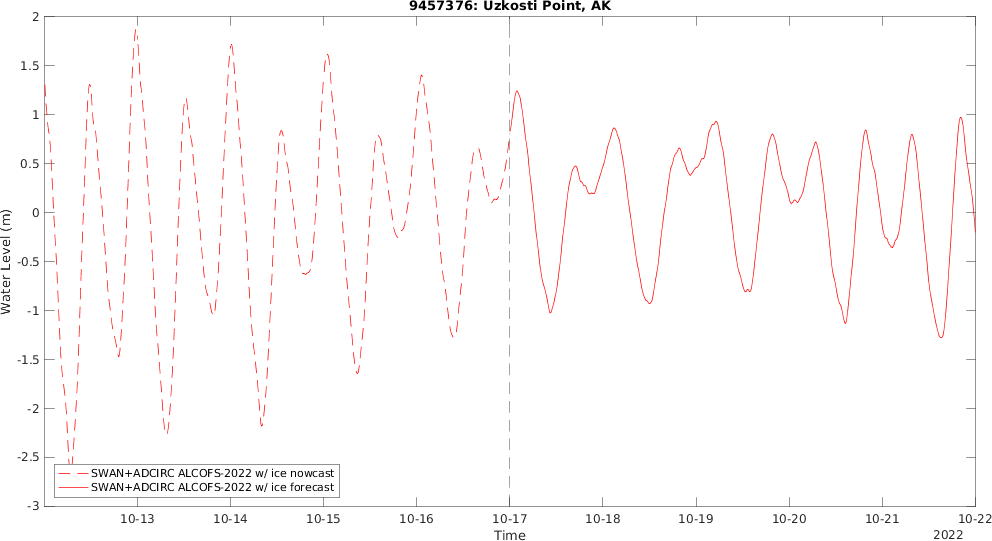 9457376: Uzkosti Point, AK
2
1.5
1
0.5
0
-0.5
-1
-1.5
-2
-2.5
-3
Water Level (m)
SWAN+ADCIRC ALCOFS-2022 w/ ice nowcast
SWAN+ADCIRC ALCOFS-2022 w/ ice forecast
10-13 10-14 10-15 10-16 10-17 10-18 10-19 10-20 10-21 10-22
Time
2022